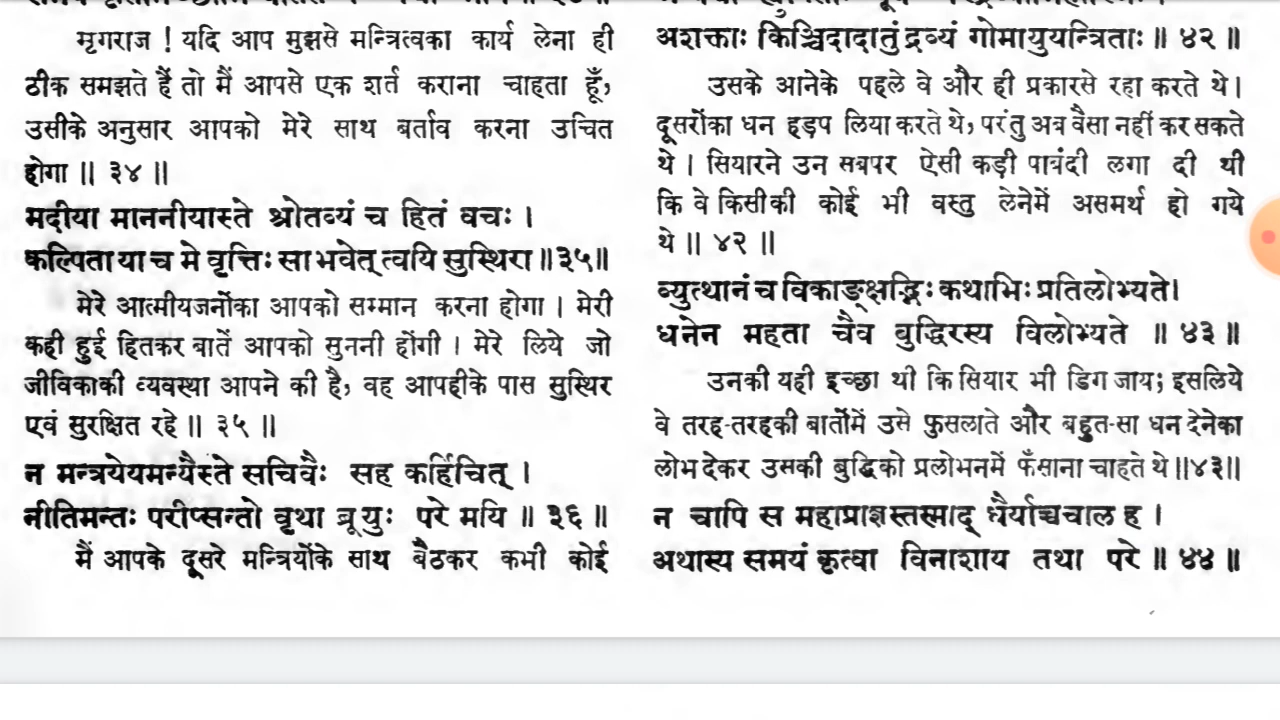 मृगराज ! यदि आप मुझसे मन्त्रित्वका कार्य लेना ही
ठीक समझते हैं तो मैं आपसे एक शर्त कराना चाहता हूँ,
उसीके अनुसार आपको मेरे साथ बर्ताव करना उचित
होगा ॥ ३४ ॥
मदीया माननीयास्ते श्रोतव्यं च हितं वचः ।
कल्पिता या च मे वृत्तिः सा भवेत् त्वयि सुस्थिरा ॥ ३५॥
मेरे आत्मीयजनोंका आपको सम्मान करना होगा । मेरी
कही हुई हितकर बातें आपको सुननी होंगी । मेरे लिये जो
जीविकाकी व्यवस्था आपने की है, वह आपहीके पास सुस्थिर
एवं सुरक्षित रहे ॥ ३५ ॥
न मन्त्रयेयमन्यैस्ते सचिवैः सह कर्हिचित् ।
नीतिमन्तः परीप्सन्तो वृथा ब्रूयुः परे मयि ॥ ३६ ॥
मैं आपके दूसरे मन्त्रियोंके साथ बैठकर कभी कोई
अशक्ताः किञ्चिदादातुं द्रव्यं गोमायुयन्त्रिताः ॥ ४२ ॥
उसके आनेके पहले वे और ही प्रकारसे रहा करते थे ।
दूसरोंका धन हड़प लिया करते थे, परंतु अब वैसा नहीं कर सकते
थे । सियारने उन सबपर ऐसी कड़ी पाबंदी लगा दी थी
कि वे किसीकी कोई भी वस्तु लेनेमें असमर्थ हो गये
थे ॥ ४२ ॥
व्युत्थानं च विकाङ्क्षद्भिः कथाभिः प्रतिलोभ्यते।
धनेन महता चैव बुद्धिरस्य विलोभ्यते ॥ ४३ ॥
उनकी यही इच्छा थी कि सियार भी डिग जाय; इसलिये
वे तरह-तरहकी बातोंमें उसे फुसलाते और बहुत-सा धन देनेका
लोभ देकर उसकी बुद्धिको प्रलोभनमें फँसाना चाहते थे॥४३॥
न चापि स महाप्राज्ञस्तस्माद् धैर्याच्चचाल ह ।
अथास्य समयं कृत्वा विनाशाय तथा परे ॥ ४४ ॥